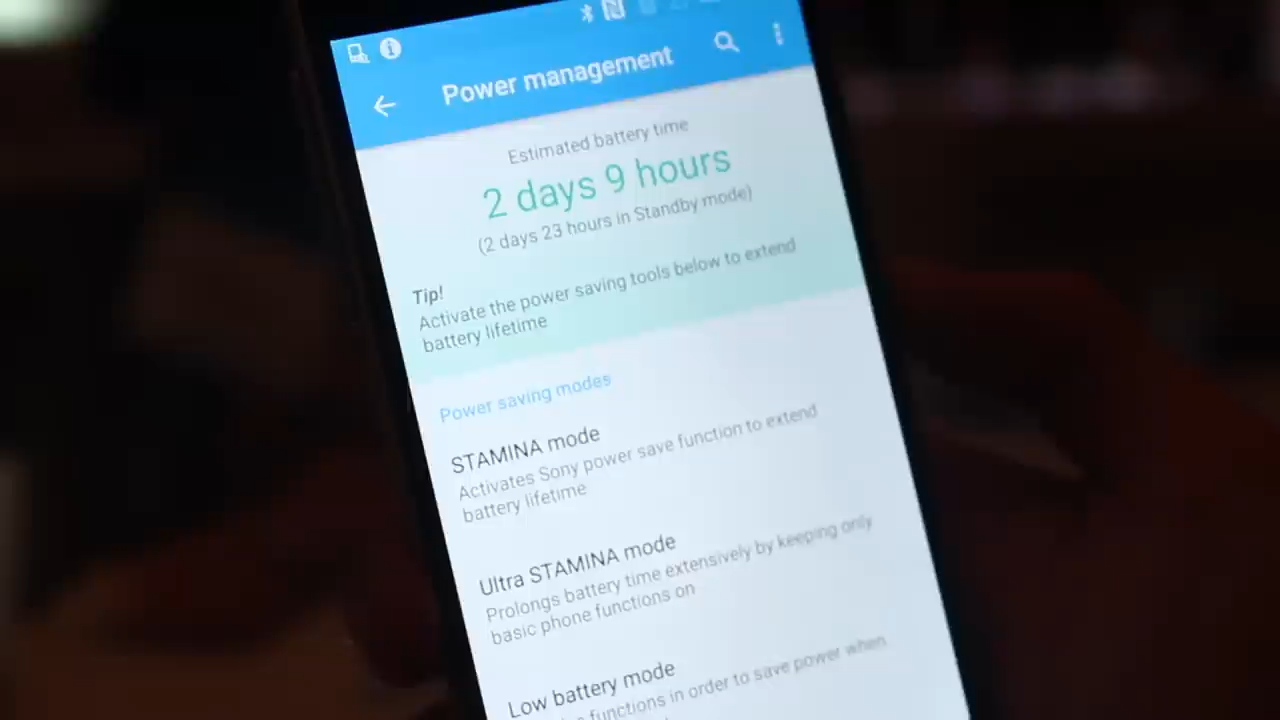 Power management
Estimated battery time
2 days 9 hours
(2 days 23 hours in Standby mode)
Tip!
Activate the power saving tools below to extend
battery lifetime
Power saving modes
STAMINA mode
Activates Sony power save function to extend
battery lifetime
Ultra STAMINA mode
Prolongs battery time extensively by keeping only
basic phone functions on
Low battery mode
functions in order to save power when